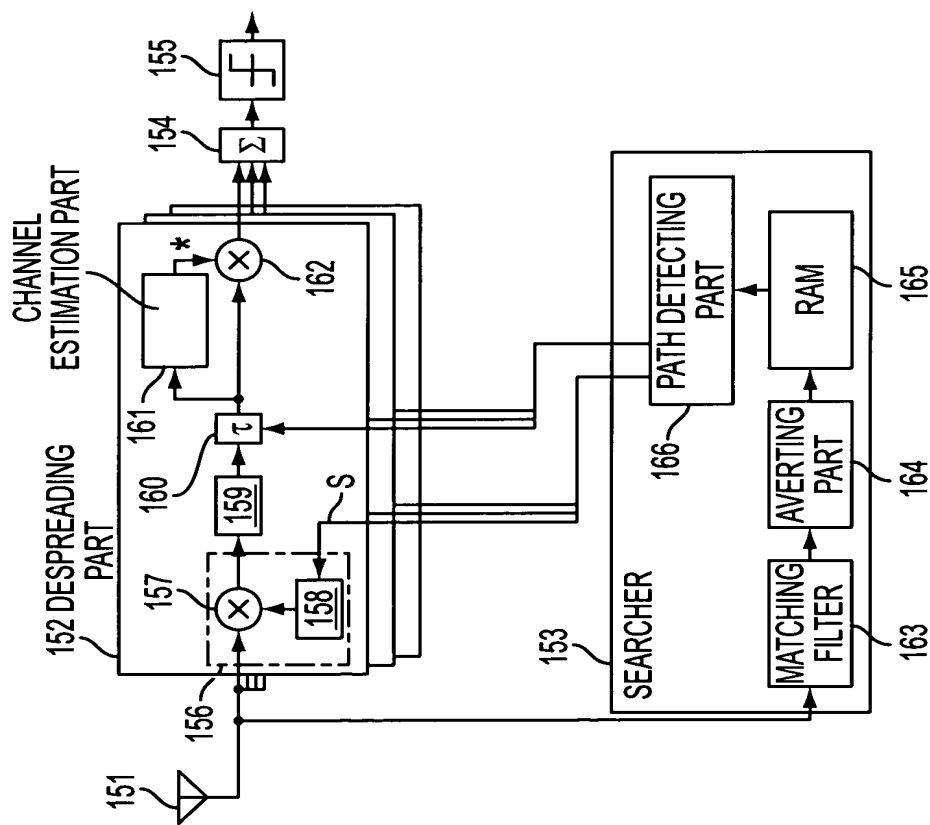 151
152 DESPREADING
PART
CHANNEL
ESTIMATION PART
154
155
156
157
158
159
160
τ
161
*
162
×
×
Σ
S
153
SEARCHER
PATH DETECTING
PART
166
MATCHING
FILTER
163
AVERTING
PART
164
RAM
165